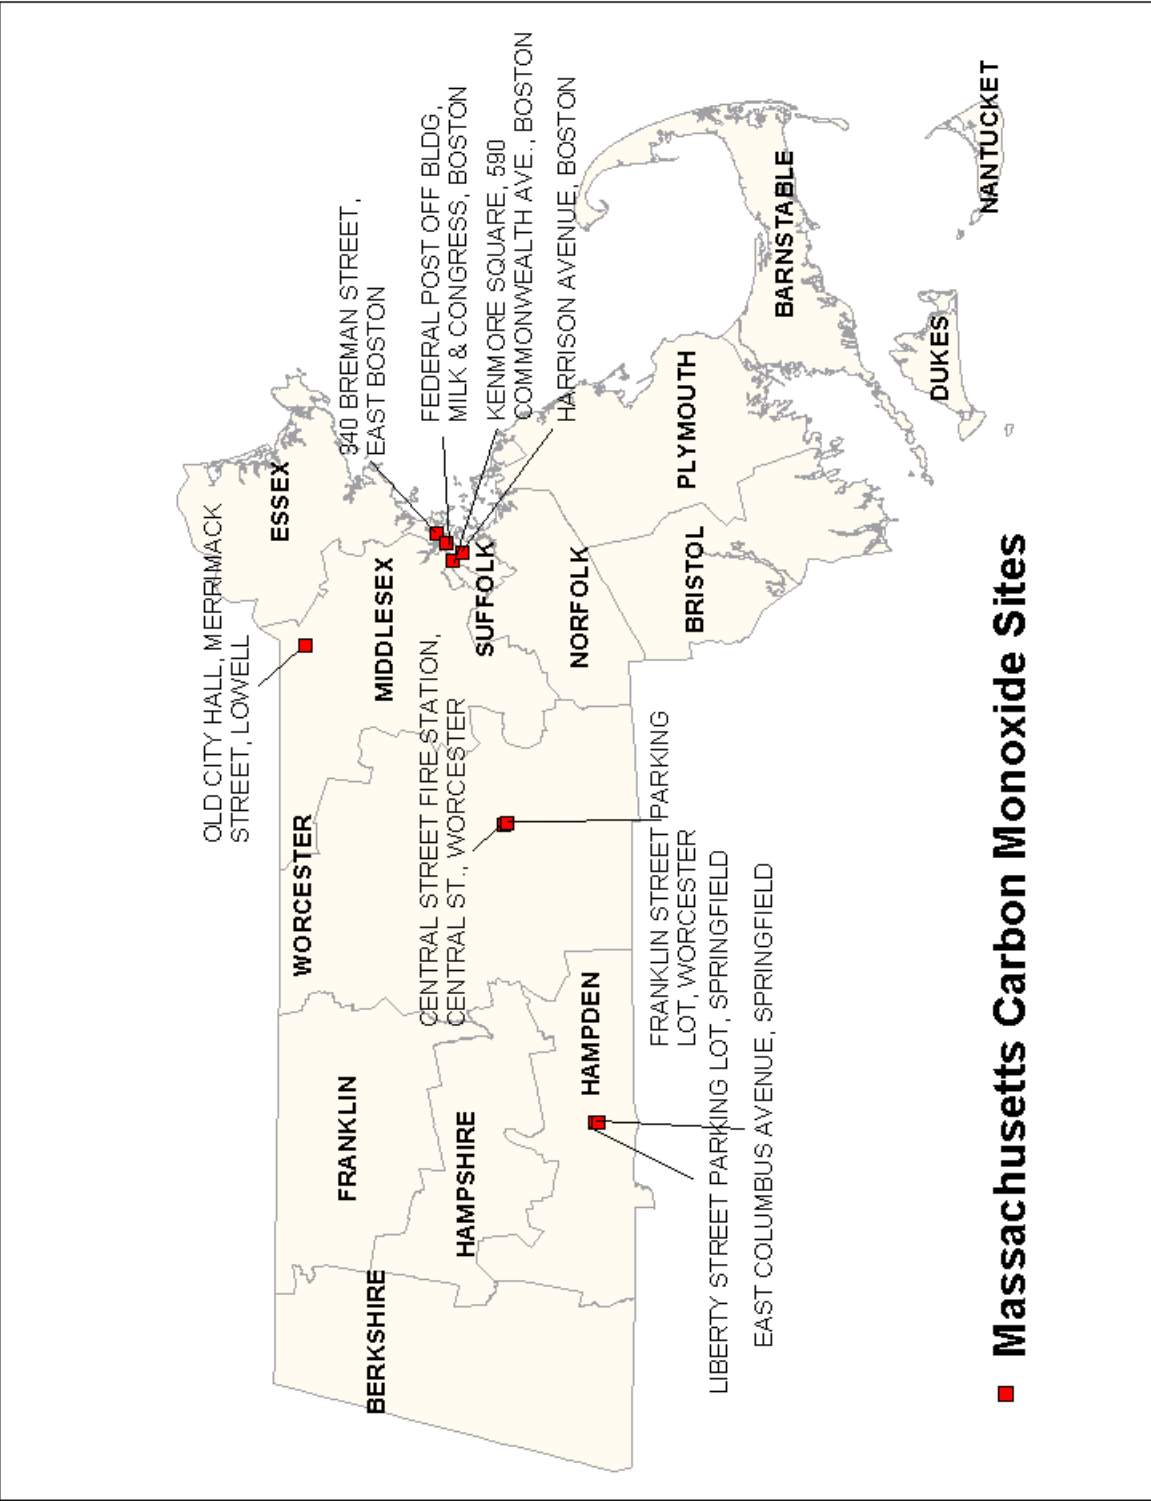 OLD CITY HALL, MERRIMACK
STREET, LOWELL
ESSEX
340 BREMAN STREET,
EAST BOSTON
FEDERAL POST OFF BLDG,
MILK & CONGRESS, BOSTON
KENMORE SQUARE, 590
COMMONWEALTH AVE., BOSTON
HARRISON AVENUE, BOSTON
WORCESTER
MIDDLESEX
SUFFOLK
FRANKLIN
CENTRAL STREET FIRE STATION,
CENTRAL ST., WORCESTER
NORFOLK
BERKSHIRE
HAMPSHIRE
HAMPDEN
FRANKLIN STREET PARKING
LOT, WORCESTER
BRISTOL
PLYMOUTH
BARNSTABLE
LIBERTY STREET PARKING LOT, SPRINGFIELD
EAST COLUMBUS AVENUE, SPRINGFIELD
DUKES
NANTUCKET
Massachusetts Carbon Monoxide Sites